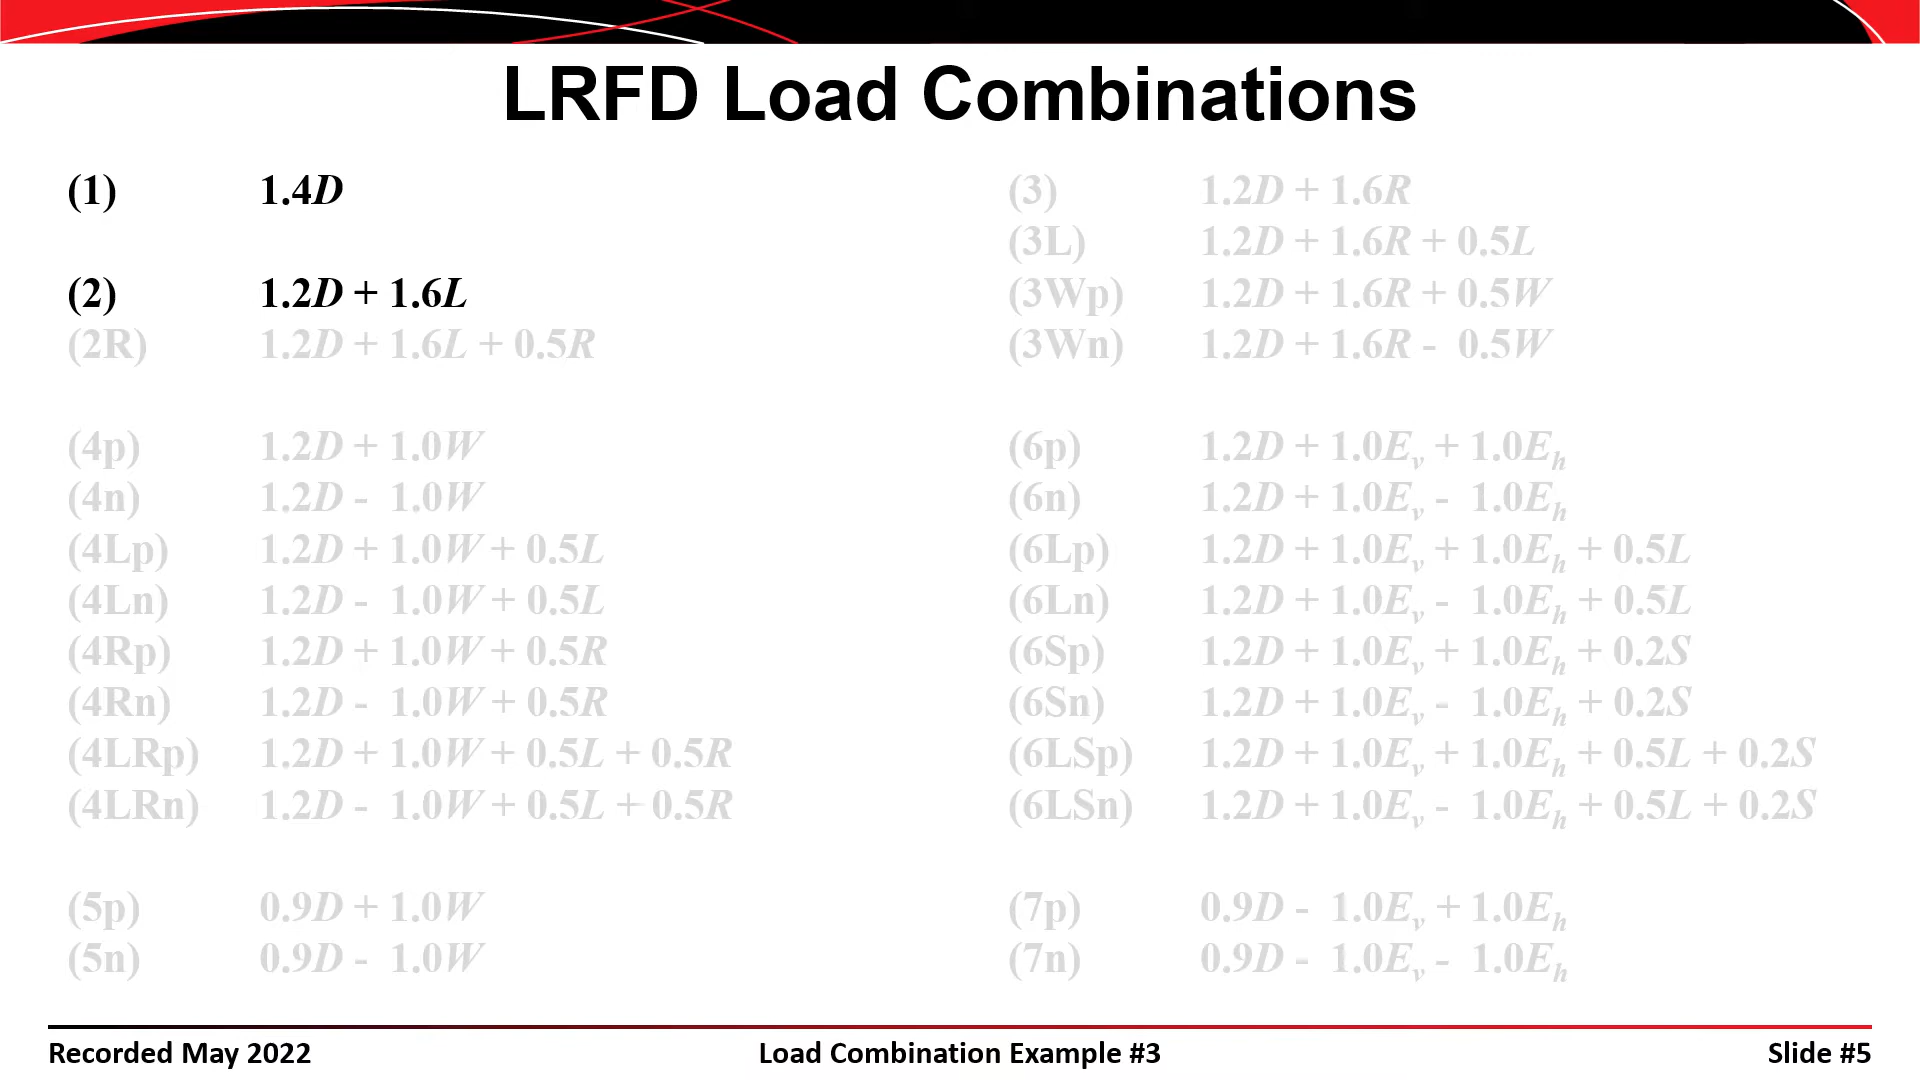 LRFD Load Combinations
(1) 1.4D
(2) 1.2D + 1.6L
(2R) 1.2D + 1.6L + 0.5R
(3) 1.2D + 1.6R
(3L) 1.2D + 1.6R + 0.5L
(3Wp) 1.2D + 1.6R + 0.5W
(3Wn) 1.2D + 1.6R - 0.5W
(4p) 1.2D + 1.0W
(4n) 1.2D - 1.0W
(4Lp) 1.2D + 1.0W + 0.5L
(4Ln) 1.2D - 1.0W + 0.5L
(4Rp) 1.2D + 1.0W + 0.5R
(4Rn) 1.2D - 1.0W + 0.5R
(4LRp) 1.2D + 1.0W + 0.5L + 0.5R
(4LRn) 1.2D - 1.0W + 0.5L + 0.5R
(6p) 1.2D + 1.0Ev + 1.0Eh
(6n) 1.2D + 1.0Ev - 1.0Eh
(6Lp) 1.2D + 1.0Ev + 1.0Eh + 0.5L
(6Ln) 1.2D + 1.0Ev - 1.0Eh + 0.5L
(6Sp) 1.2D + 1.0Ev + 1.0Eh + 0.2S
(6Sn) 1.2D + 1.0Ev - 1.0Eh + 0.2S
(6LSp) 1.2D + 1.0Ev + 1.0Eh + 0.5L + 0.2S
(6LSn) 1.2D + 1.0Ev - 1.0Eh + 0.5L + 0.2S
(5p) 0.9D + 1.0W
(5n) 0.9D - 1.0W
(7p) 0.9D - 1.0Ev + 1.0Eh
(7n) 0.9D - 1.0Ev - 1.0Eh
Recorded May 2022
Load Combination Example #3
Slide #5